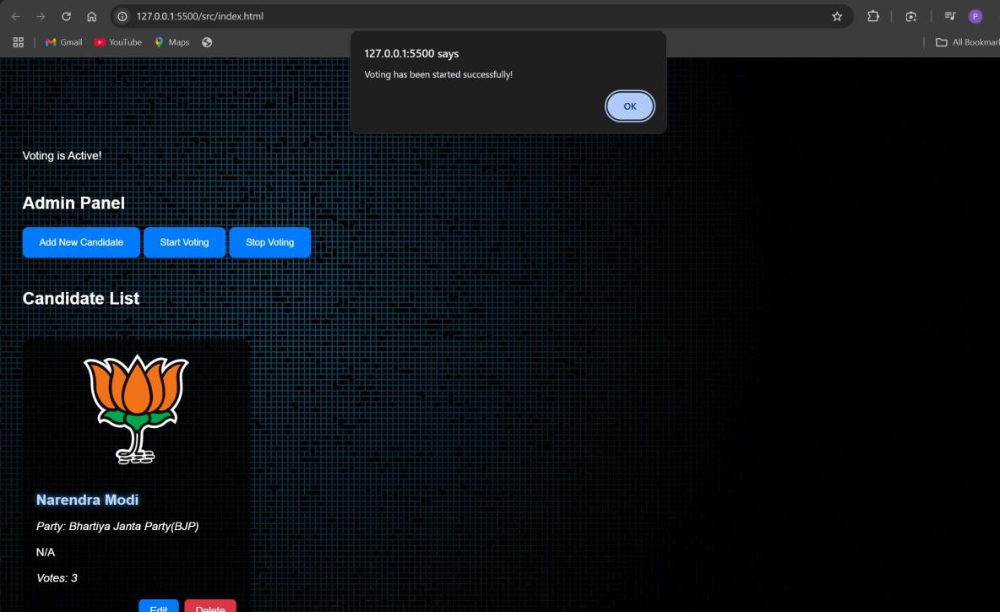 127.0.0.1:5500/src/index.html
P
Gmail YouTube Maps All Bookmar
127.0.0.1:5500 says
Voting has been started successfully!
OK
Voting is Active!
Admin Panel
Add New Candidate Start Voting Stop Voting
Candidate List
Narendra Modi
Party: Bhartiya Janta Party(BJP)
N/A
Votes: 3
Edit Delete